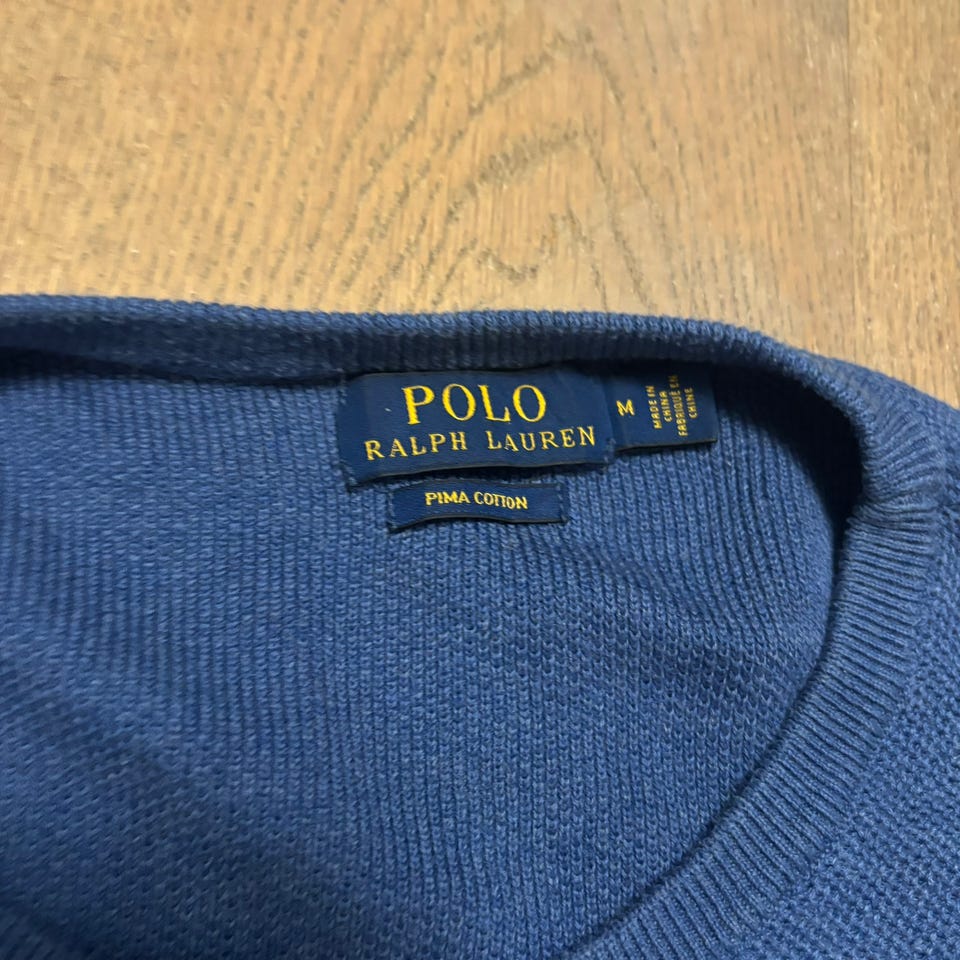 POLO
RALPH LAUREN
M
MADE IN
CHINA
FABRIQUÉ EN
CHINE
PIMA COTTON